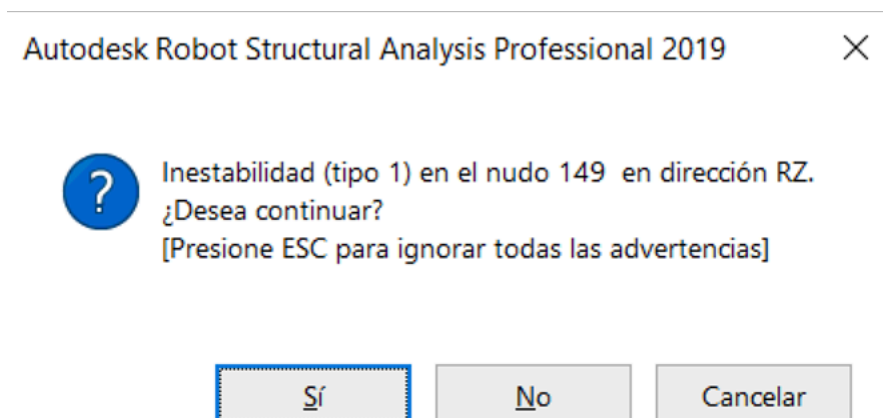 Autodesk Robot Structural Analysis Professional 2019
Inestabilidad (tipo 1) en el nudo 149 en dirección RZ.
¿Desea continuar?
[Presione ESC para ignorar todas las advertencias]
Sí No Cancelar